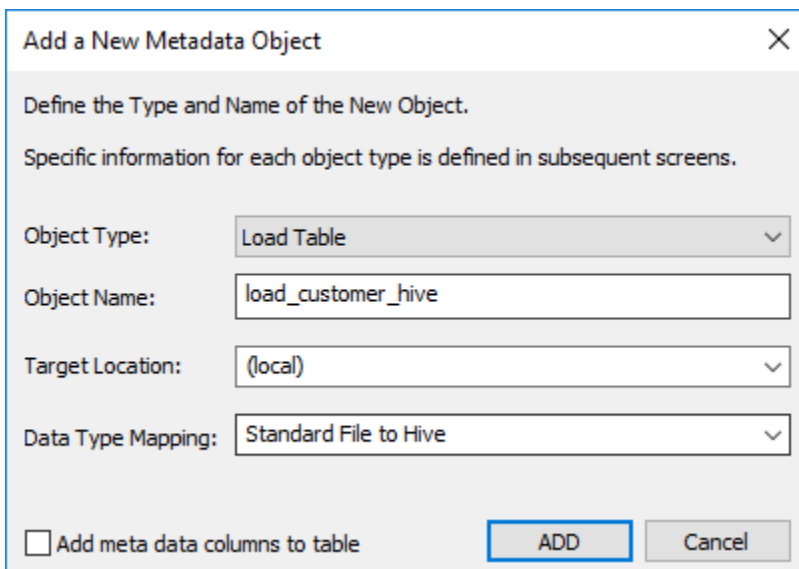 Add a New Metadata Object
Define the Type and Name of the New Object.
Specific information for each object type is defined in subsequent screens.
Object Type: Load Table
Object Name: load_customer_hive
Target Location: (local)
Data Type Mapping: Standard File to Hive
Add meta data columns to table ADD Cancel